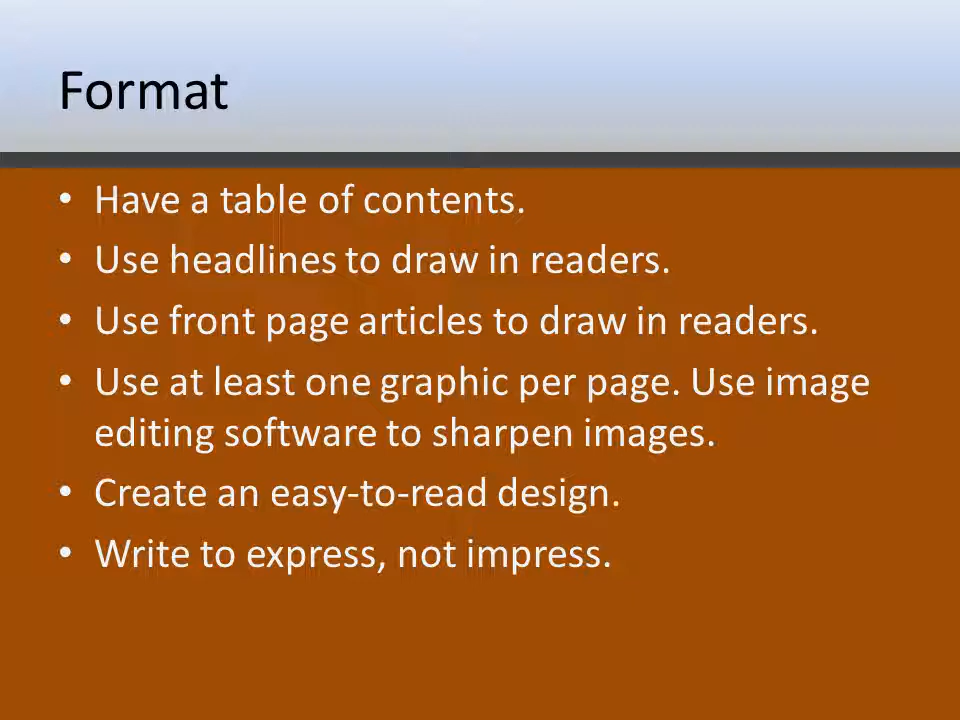 Format
• Have a table of contents.
• Use headlines to draw in readers.
• Use front page articles to draw in readers.
• Use at least one graphic per page. Use image
editing software to sharpen images.
• Create an easy-to-read design.
• Write to express, not impress.